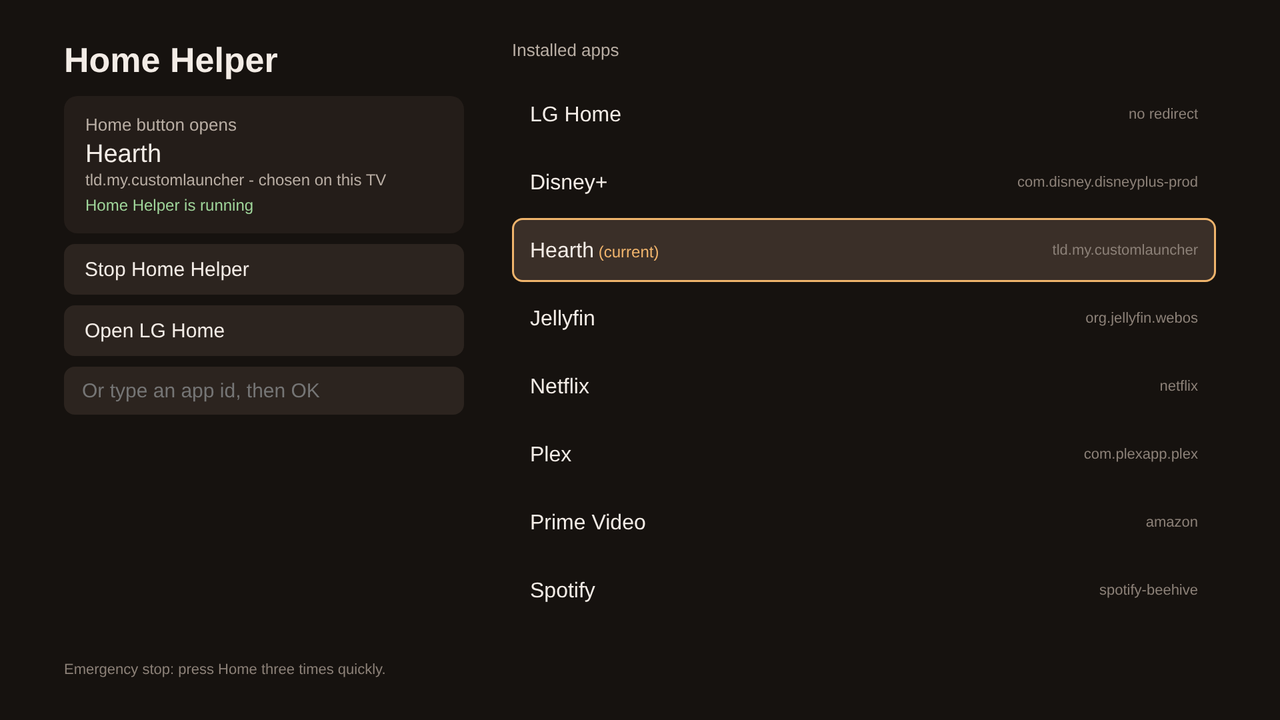 Home Helper
Home button opens
Hearth
tld.my.customlauncher - chosen on this TV
Home Helper is running
Stop Home Helper
Open LG Home
Or type an app id, then OK
Installed apps
LG Home no redirect
Disney+ com.disney.disneyplus-prod
Hearth (current) tld.my.customlauncher
Jellyfin org.jellyfin.webos
Netflix netflix
Plex com.plexapp.plex
Prime Video amazon
Spotify spotify-beehive
Emergency stop: press Home three times quickly.